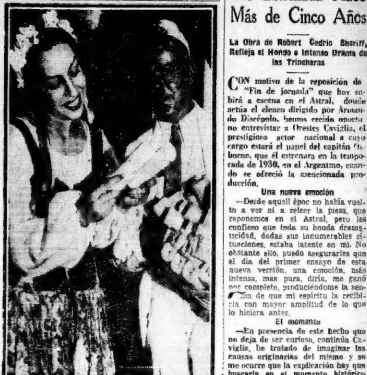 Más de Cinco Años
La Obra de Robert Cedric Sheriff,
Refleja el Hondo e Intenso Drama de
las Trincheras
CON motivo de la reposición de
"Fin de jornada" que hoy su-
birá a escena en el Astral, donde
actúa el elenco dirigido por Arman-
do Discépolo, hemos creído oportu-
no entrevistar a Orestes Caviglia, el
prestigioso actor nacional a cuyo
cargo estará el papel del capitán
horne, que él estrenara en la tempo-
rada de 1930, en el Argentino, cuan-
do se ofreció la mencionada pro-
ducción.
Una nueva emoción
—Desde aquell époc no había vuel-
to a ver ni a releer la pieza, que
reponemos en el Astral, pero les
confieso que toda su honda drama-
ticidad, dadas sus innumerables si-
tuaciones, estaba latente en mí. No
obstante ello, puedo asegurarles que
el día del primer ensayo de esta
nueva versión, una emoción, más
intensa, mas pura, diría, me ganó
por completo, produciéndome la sen-
ción de que mi espíritu la recibi-
ría con mayor amplitud de lo que
lo hiciera antes.
El momento
—En presencia de este hecho que
no deja de ser curioso, continúa Ca-
viglia, he tratado de imaginar las
causas originarias del mismo y se
me ocurre que la explicación hay que
buscarla en el momento histórico